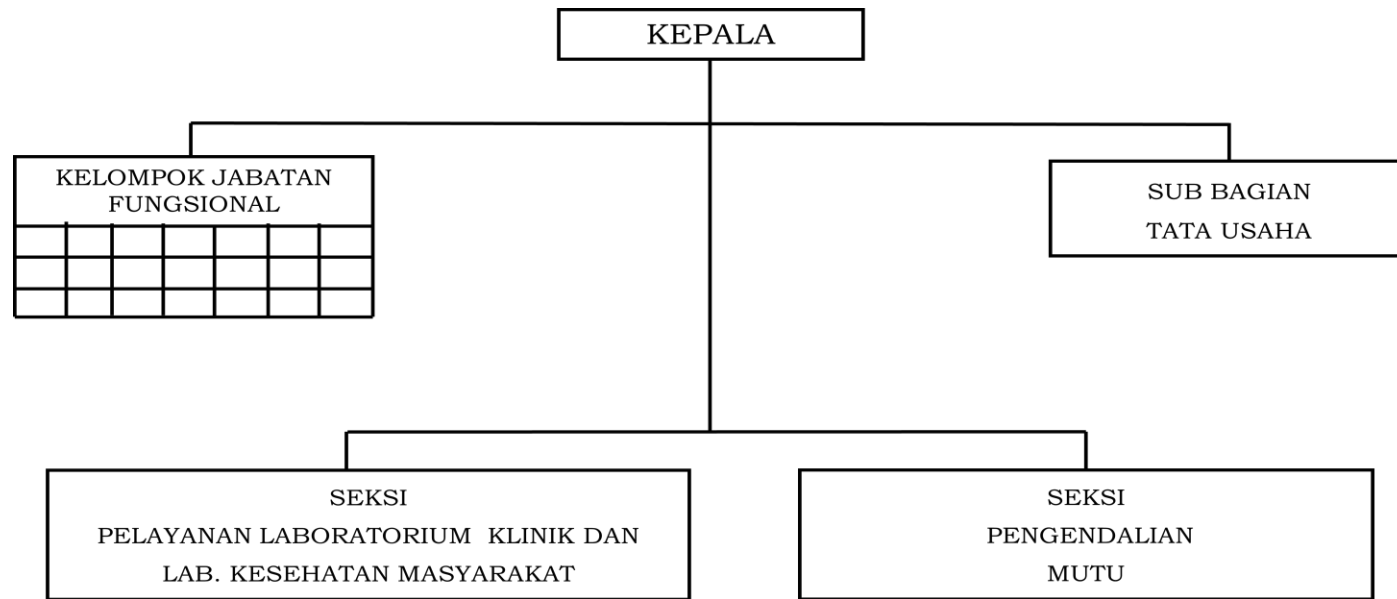 KEPALA
KELOMPOK JABATAN
FUNGSIONAL
SUB BAGIAN
TATA USAHA
SEKSI
PELAYANAN LABORATORIUM KLINIK DAN
LAB. KESEHATAN MASYARAKAT
SEKSI
PENGENDALIAN
MUTU